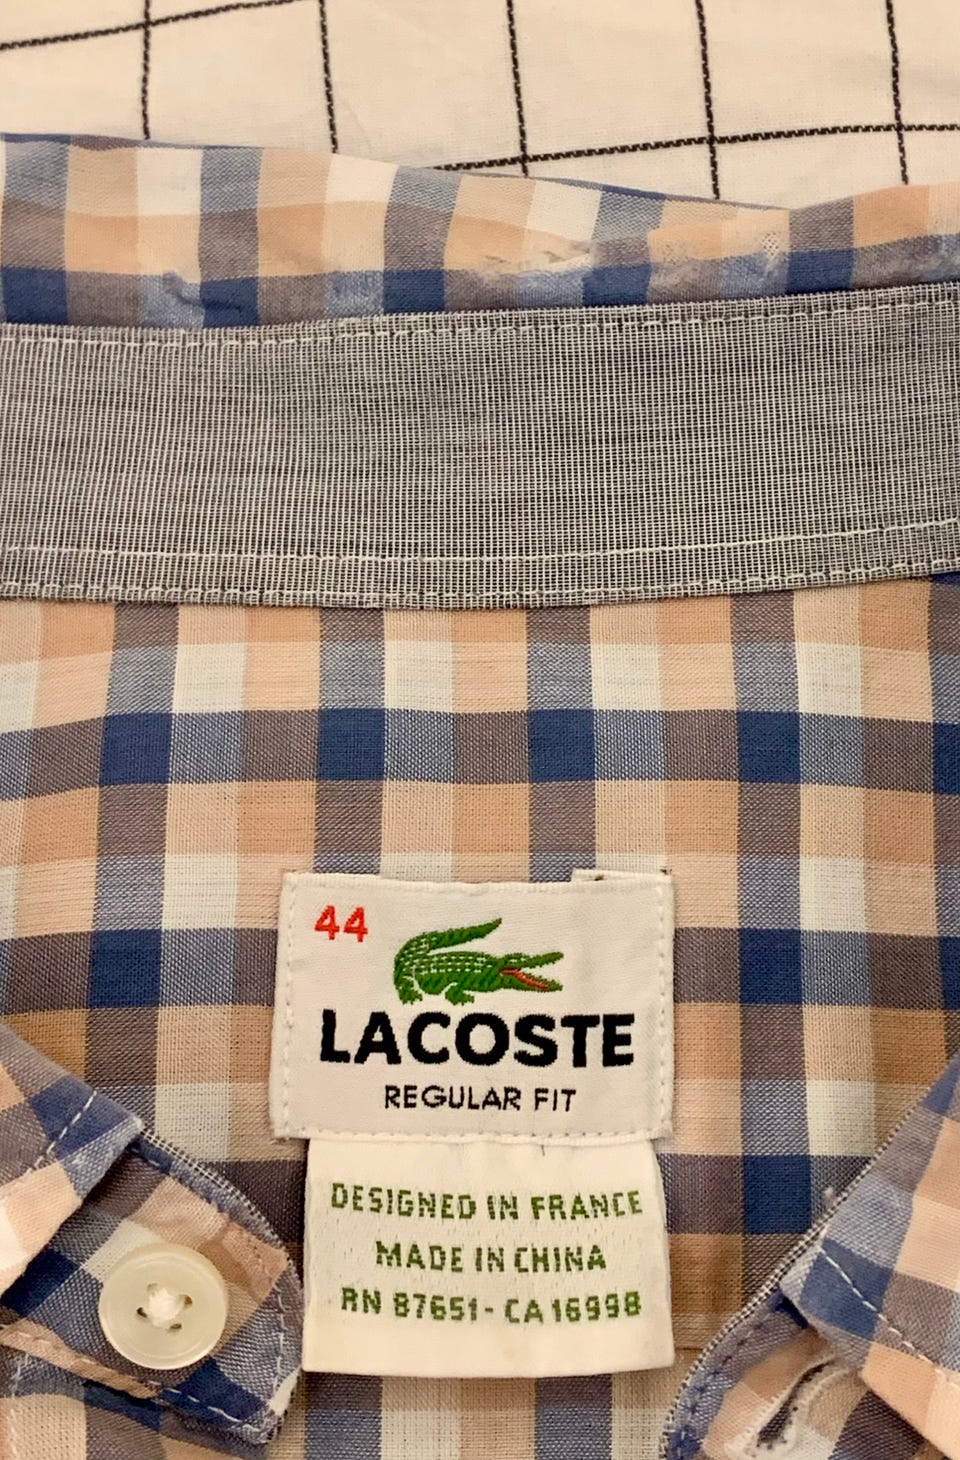 44
LACOSTE
REGULAR FIT
DESIGNED IN FRANCE
MADE IN CHINA
RN 87651 - CA 16998